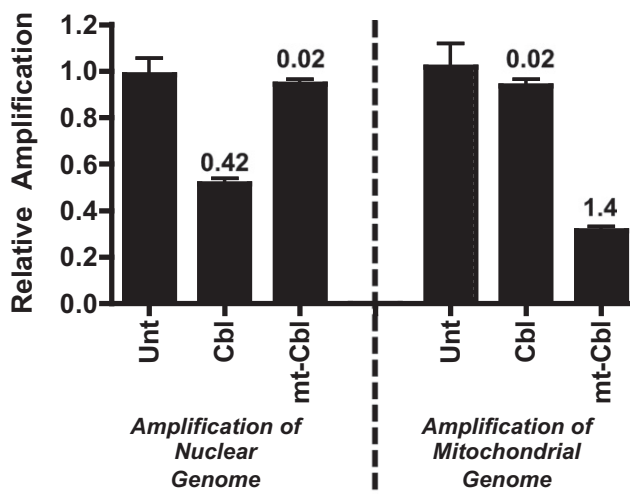 Relative Amplification
1.2
1.0
0.8
0.6
0.4
0.2
0.0
0.42
0.02
0.02
1.4
Unt
Cbl
mt-Cbl
Unt
Cbl
mt-Cbl
Amplification of
Nuclear
Genome
Amplification of
Mitochondrial
Genome